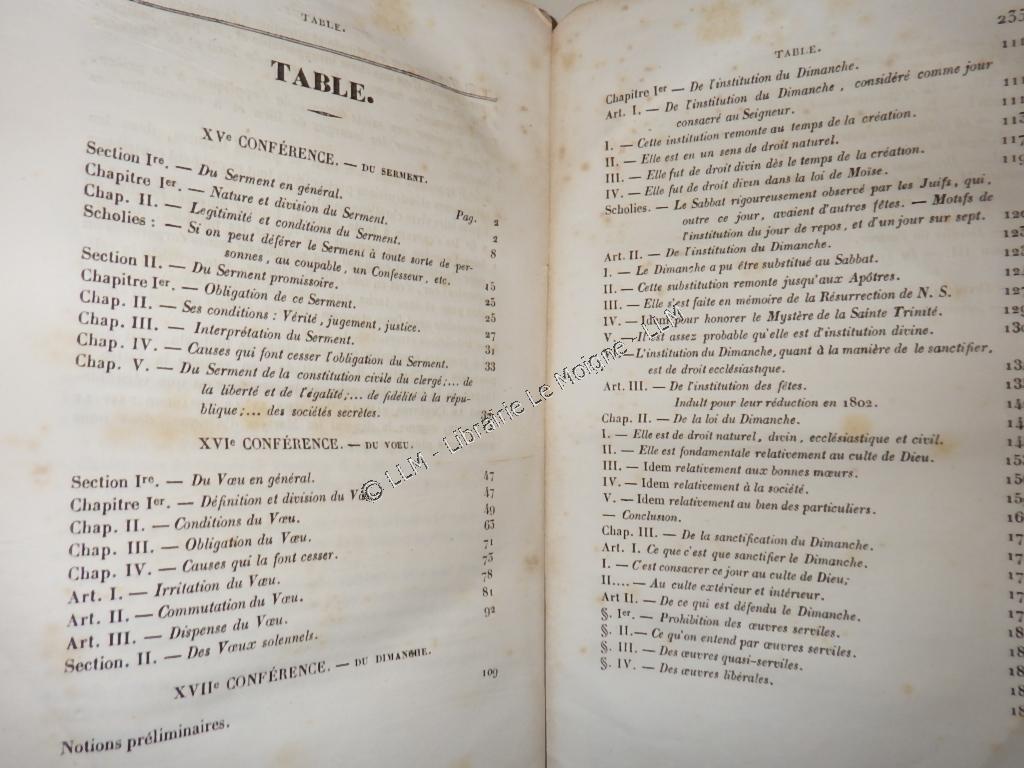 TABLE.
TABLE.
XVe CONFÉRENCE. — DU SERMENT.
Pag.
Section Ire. — Du Serment en général. 2
Chapitre Ier. — Nature et division du Serment. 2
Chap. II. — Legitimité et conditions du Serment. 8
Scholies : — Si on peut déférer le Serment à toute sorte de per-
sonnes, au coupable, un Confesseur, etc. 15
Section II. — Du Serment promissoire. 25
Chapitre Ier. — Obligation de ce Serment. 25
Chap. II. — Ses conditions : Vérité, jugement, justice. 27
Chap. III. — Interprétation du Serment. 31
Chap. IV. — Causes qui font cesser l'obligation du Serment. 33
Chap. V. — Du Serment de la constitution civile du clergé;... de
la liberté et de l'égalité;... de fidélité à la répu-
blique;... des sociétés secrètes.
XVIe CONFÉRENCE. — DU VOEU.
Section Ire. — Du Vœu en général. 47
Chapitre Ier. — Définition et division du 47
Chap. II. — Conditions du Vœu. 49
Chap. III. — Obligation du Vœu. 63
Chap. IV. — Causes qui la font cesser. 71
Art. I. — Irritation du Vœu. 75
Art. II. — Commutation du Vœu. 78
Art. III. — Dispense du Vœu. 81
Section. II. — Des Vœux solennels. 92
XVIIe CONFÉRENCE. — DU DIMANCHE.
Notions préliminaires. 109
TABLE. 233
Chapitre Ier — De l'institution du Dimanche.
Art. I. — De l'institution du Dimanche, considéré comme jour
consacré au Seigneur.
I. — Cette institution remonte au temps de la création.
II. — Elle est en un sens de droit naturel.
III. — Elle fut de droit divin dès le temps de la création.
IV. — Elle fut de droit divin dans la loi de Moïse.
Scholies. — Le Sabbat rigoureusement observé par les Juifs, qui,
outre ce jour, avaient d'autres fêtes. — Motifs de
l'institution du jour de repos, et d'un jour sur sept.
Art. II. — De l'institution du Dimanche.
I. — Le Dimanche a pu être substitué au Sabbat.
II. — Cette substitution remonte jusqu'aux Apôtres.
III. — Elle s'est faite en mémoire de la Résurrection de N. S.
IV. — Idem pour honorer le Mystère de la Sainte Trinité.
V. — Il est assez probable qu'elle est d'institution divine.
— L'institution du Dimanche, quant à la manière de le sanctifier,
est de droit ecclésiastique.
Art. III. — De l'institution des fêtes.
Indult pour leur réduction en 1802.
Chap. II. — De la loi du Dimanche.
I. — Elle est de droit naturel, divin, ecclésiastique et civil.
II. — Elle est fondamentale relativement au culte de Dieu.
III. — Idem relativement aux bonnes mœurs.
IV. — Idem relativement à la société.
V. — Idem relativement au bien des particuliers.
— Conclusion.
Chap. III. — De la sanctification du Dimanche.
Art. I. Ce que c'est que sanctifier le Dimanche.
I. — C'est consacrer ce jour au culte de Dieu;
II.... — Au culte extérieur et intérieur.
Art II. — De ce qui est défendu le Dimanche.
§. Ier. — Prohibition des œuvres serviles.
§. II. — Ce qu'on entend par œuvres serviles.
§. III. — Des œuvres quasi-serviles.
§. IV. — Des œuvres libérales.
© LLM - Librairie Le Moigne - LLM